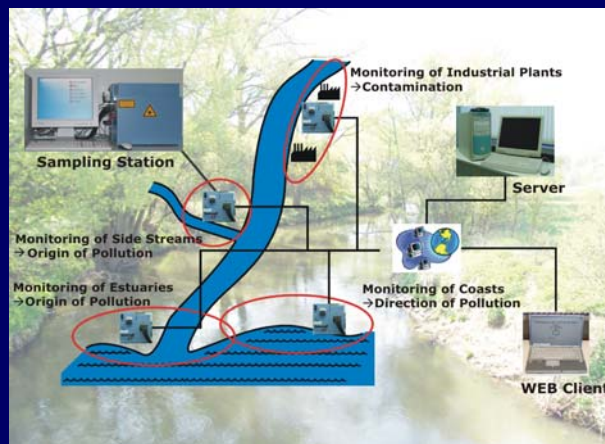 Monitoring of Industrial Plants
→Contamination
Sampling Station
Server
Monitoring of Side Streams
→Origin of Pollution
Monitoring of Estuaries
→Origin of Pollution
Monitoring of Coasts
→Direction of Pollution
WEB Client